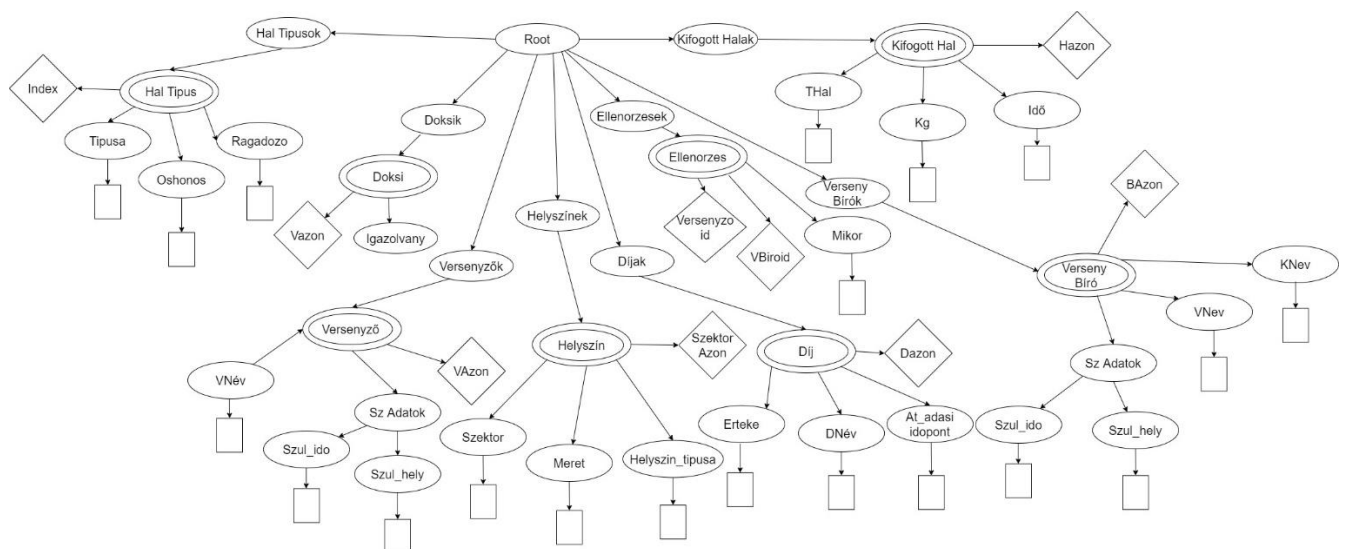 Hal Tipusok
Root
Kifogott Halak
Kifogott Hal
Hazon
Index
Hal Tipus
THal
Idő
Kg
Tipusa
Oshonos
Ragadozo
Doksik
Doksi
Vazon
Igazolvany
Ellenorzesek
Ellenorzes
Versenyzo
id
VBiroid
Mikor
Verseny
Bírók
BAzon
Verseny
Bíró
KNev
VNev
Sz Adatok
Szul_ido
Szul_hely
Versenyzők
Versenyző
VAzon
VNév
Sz Adatok
Szul_ido
Szul_hely
Helyszínek
Helyszín
Szektor
Azon
Szektor
Meret
Helyszin_tipusa
Díjak
Díj
Dazon
Erteke
DNév
At_adasi
idopont